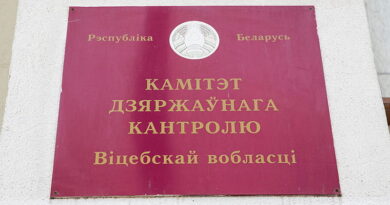 Рэспубліка Беларусь
КАМІТЭТ
ДЗЯРЖАЎНАГА
КАНТРОЛЮ
Віцебскай вобласці